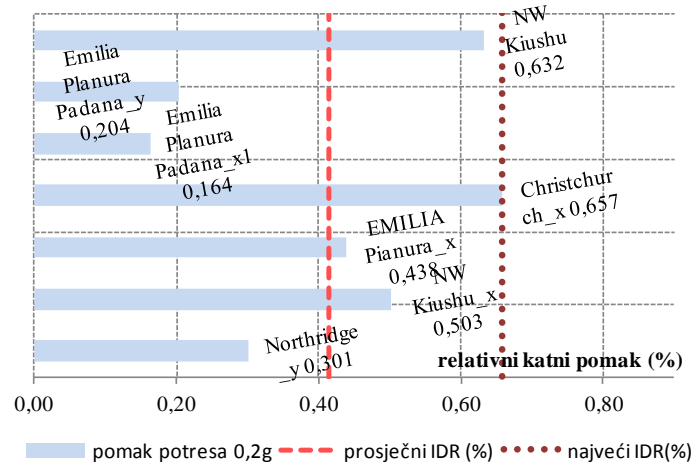 NW
Kiushu
0,632
Emilia
Planura
Padana_y
0,204
Emilia
Planura
Padana_x1
0,164
Christchur
ch_x 0,657
EMILIA
Pianura_x
0,438
NW
Kiushu_x
0,503
Northridge
_y 0,301
relativni katni pomak (%)
0,00 0,20 0,40 0,60 0,80
pomak potresa 0,2g prosječni IDR (%) najveći IDR(%)